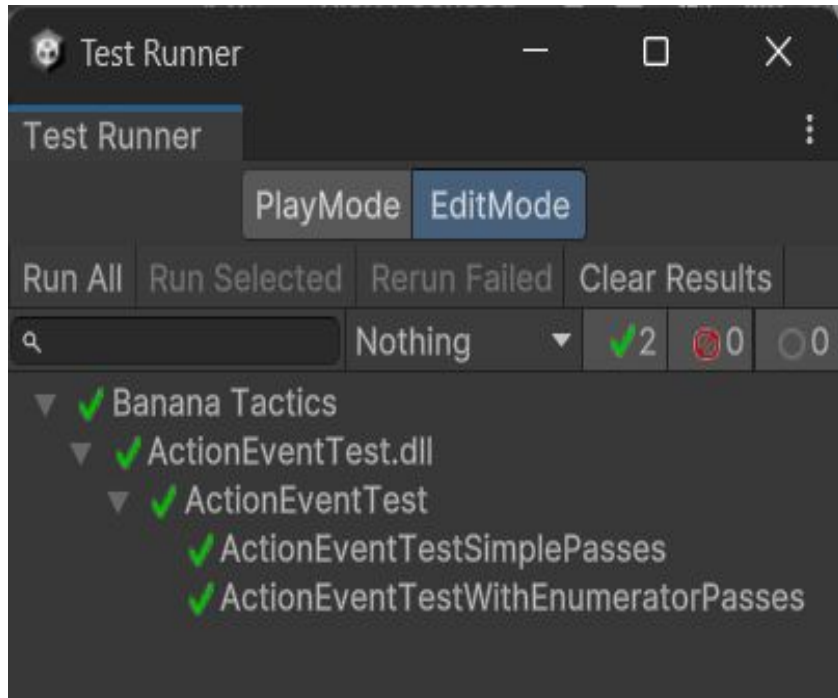 Test Runner
Test Runner
PlayMode EditMode
Run All Run Selected Rerun Failed Clear Results
Nothing 2 0 0
Banana Tactics
ActionEventTest.dll
ActionEventTest
ActionEventTestSimplePasses
ActionEventTestWithEnumeratorPasses